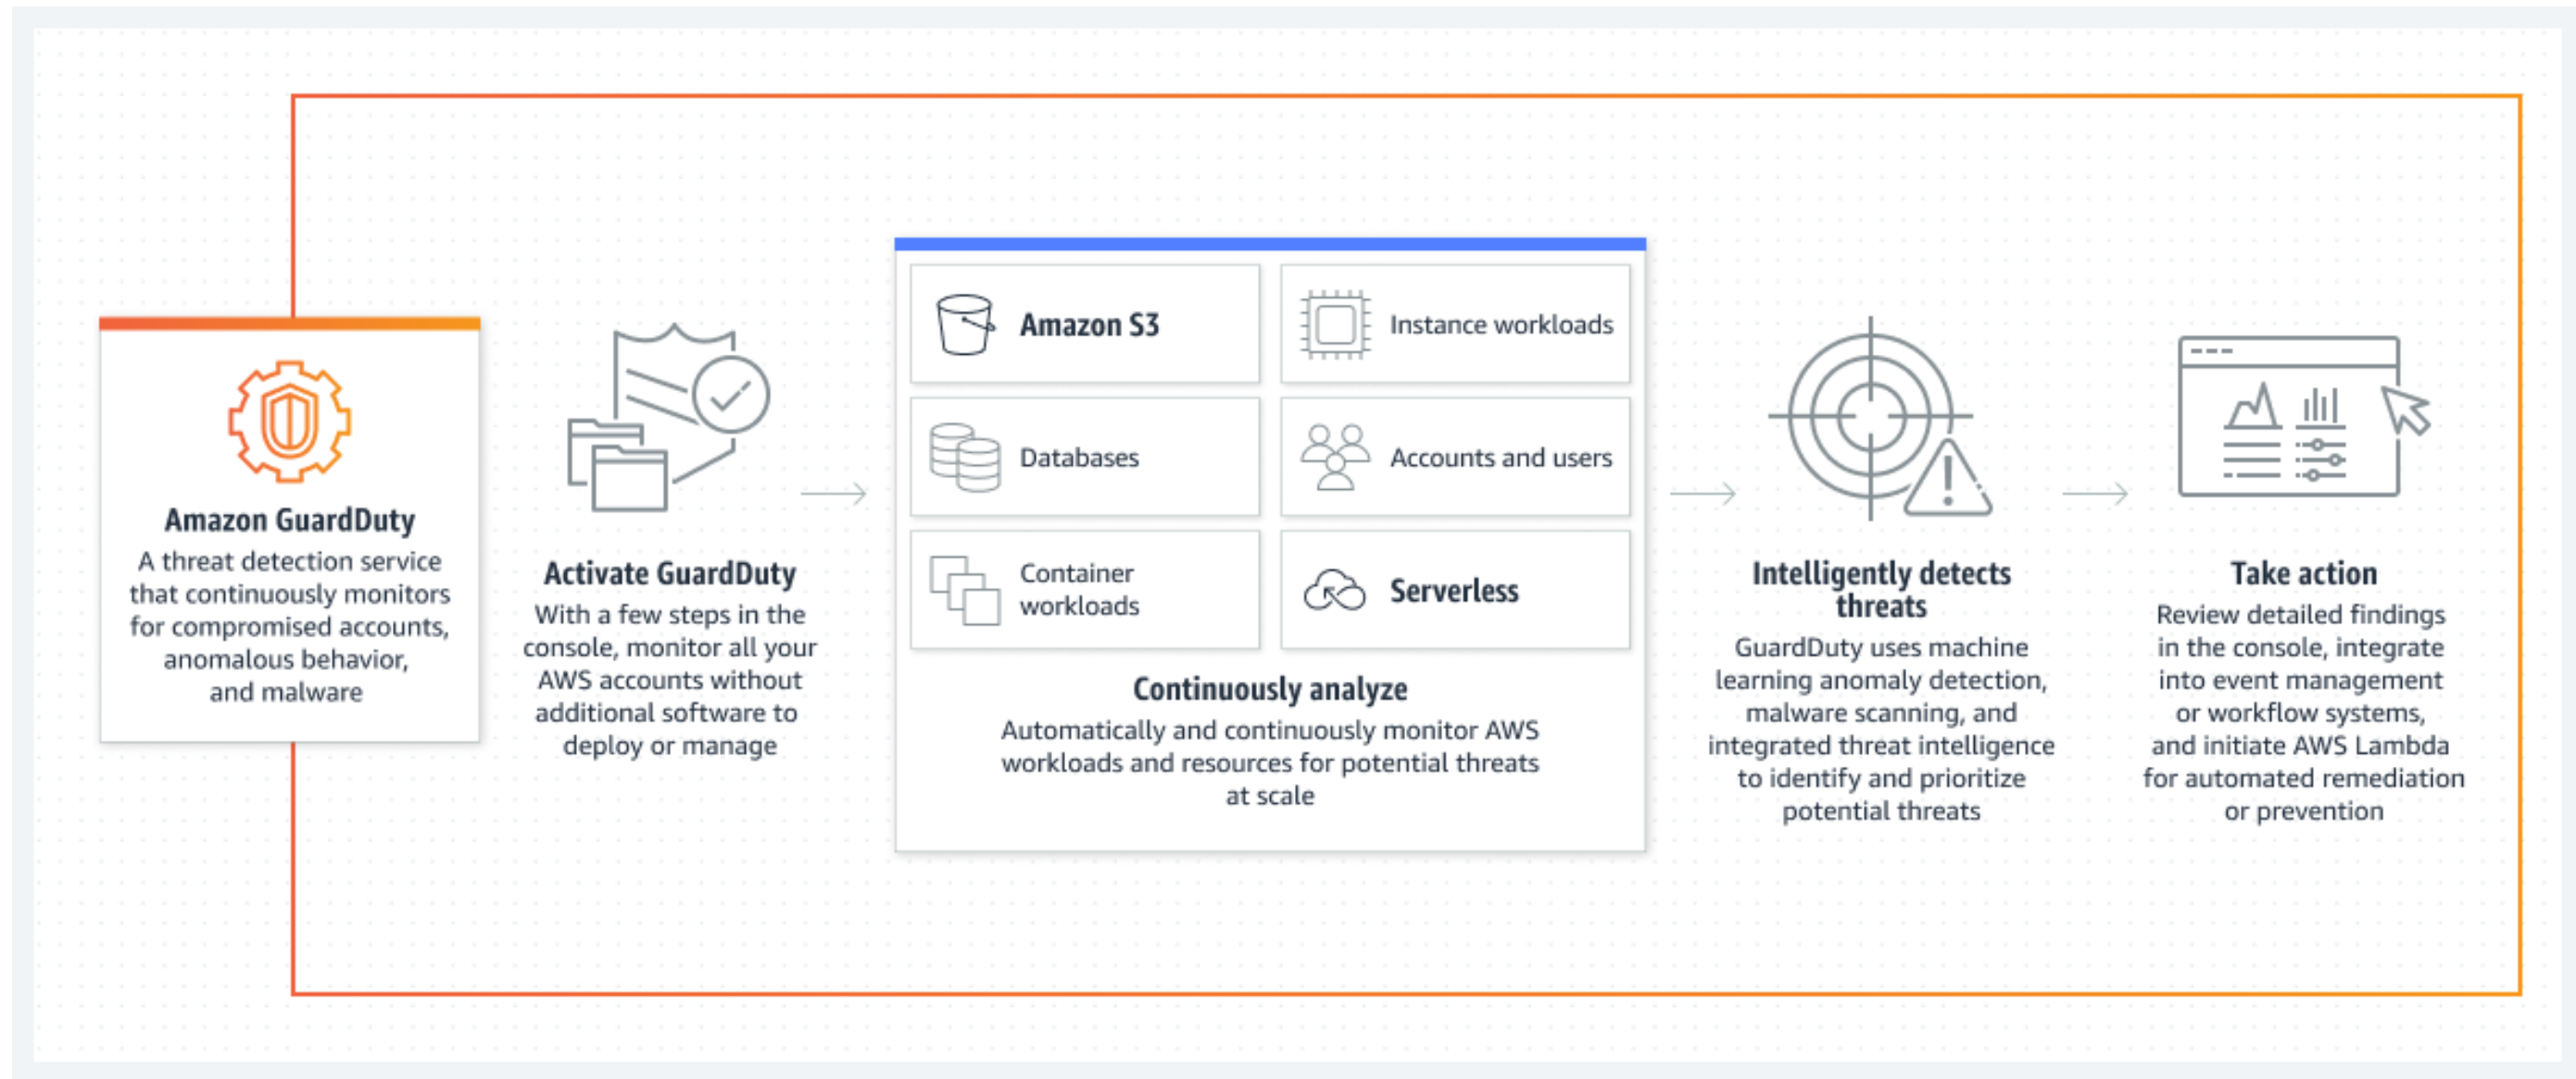 Amazon GuardDuty
A threat detection service
that continuously monitors
for compromised accounts,
anomalous behavior,
and malware
Activate GuardDuty
With a few steps in the
console, monitor all your
AWS accounts without
additional software to
deploy or manage
Amazon S3
Instance workloads
Databases
Accounts and users
Container
workloads
Serverless
Continuously analyze
Automatically and continuously monitor AWS
workloads and resources for potential threats
at scale
Intelligently detects
threats
GuardDuty uses machine
learning anomaly detection,
malware scanning, and
integrated threat intelligence
to identify and prioritize
potential threats
Take action
Review detailed findings
in the console, integrate
into event management
or workflow systems,
and initiate AWS Lambda
for automated remediation
or prevention